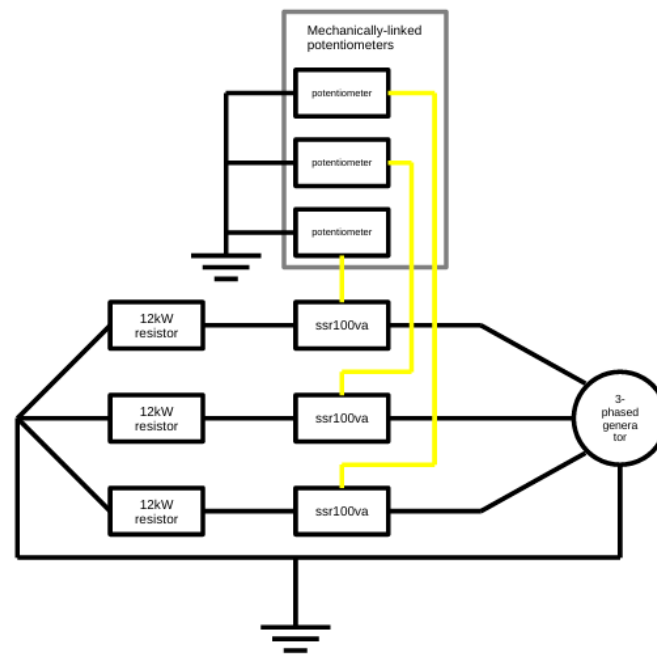 Mechanically-linked
potentiometers
potentiometer
potentiometer
potentiometer
12kW
resistor
ssr100va
12kW
resistor
ssr100va
3-
phased
genera
tor
12kW
resistor
ssr100va